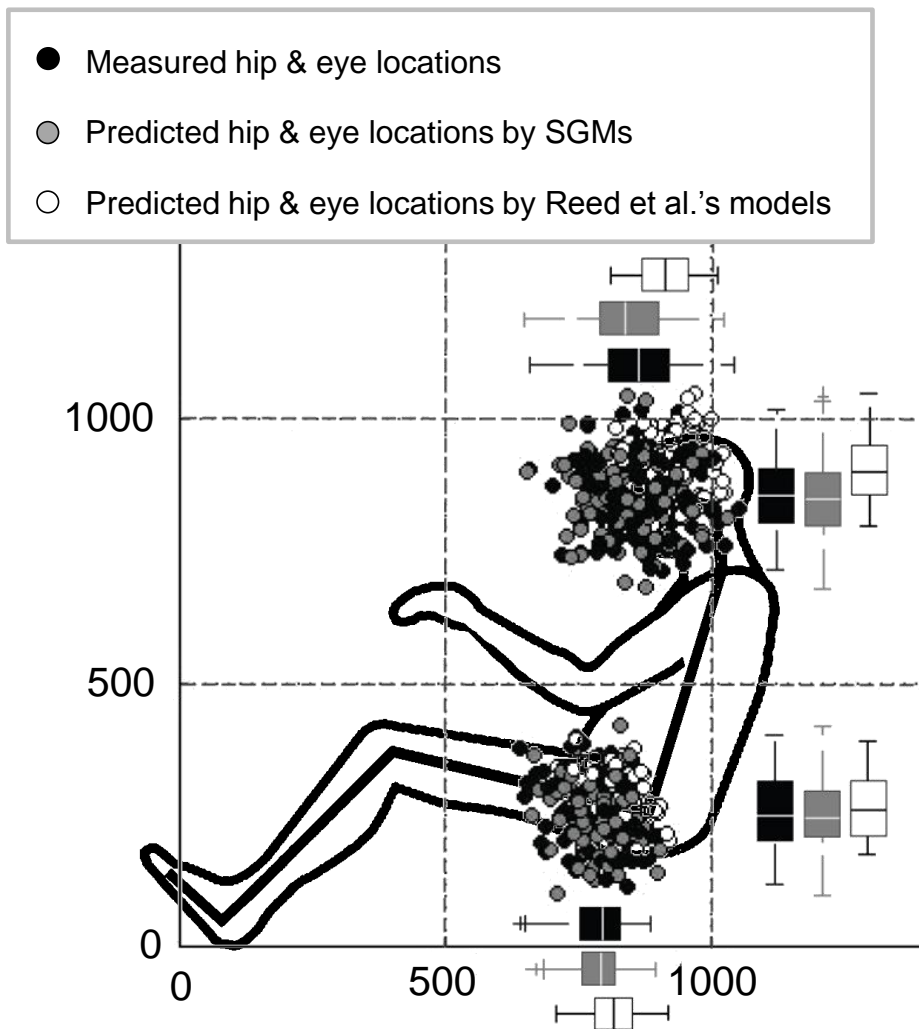 Measured hip & eye locations
Predicted hip & eye locations by SGMs
Predicted hip & eye locations by Reed et al.’s models
1000
500
0
0 500 1000